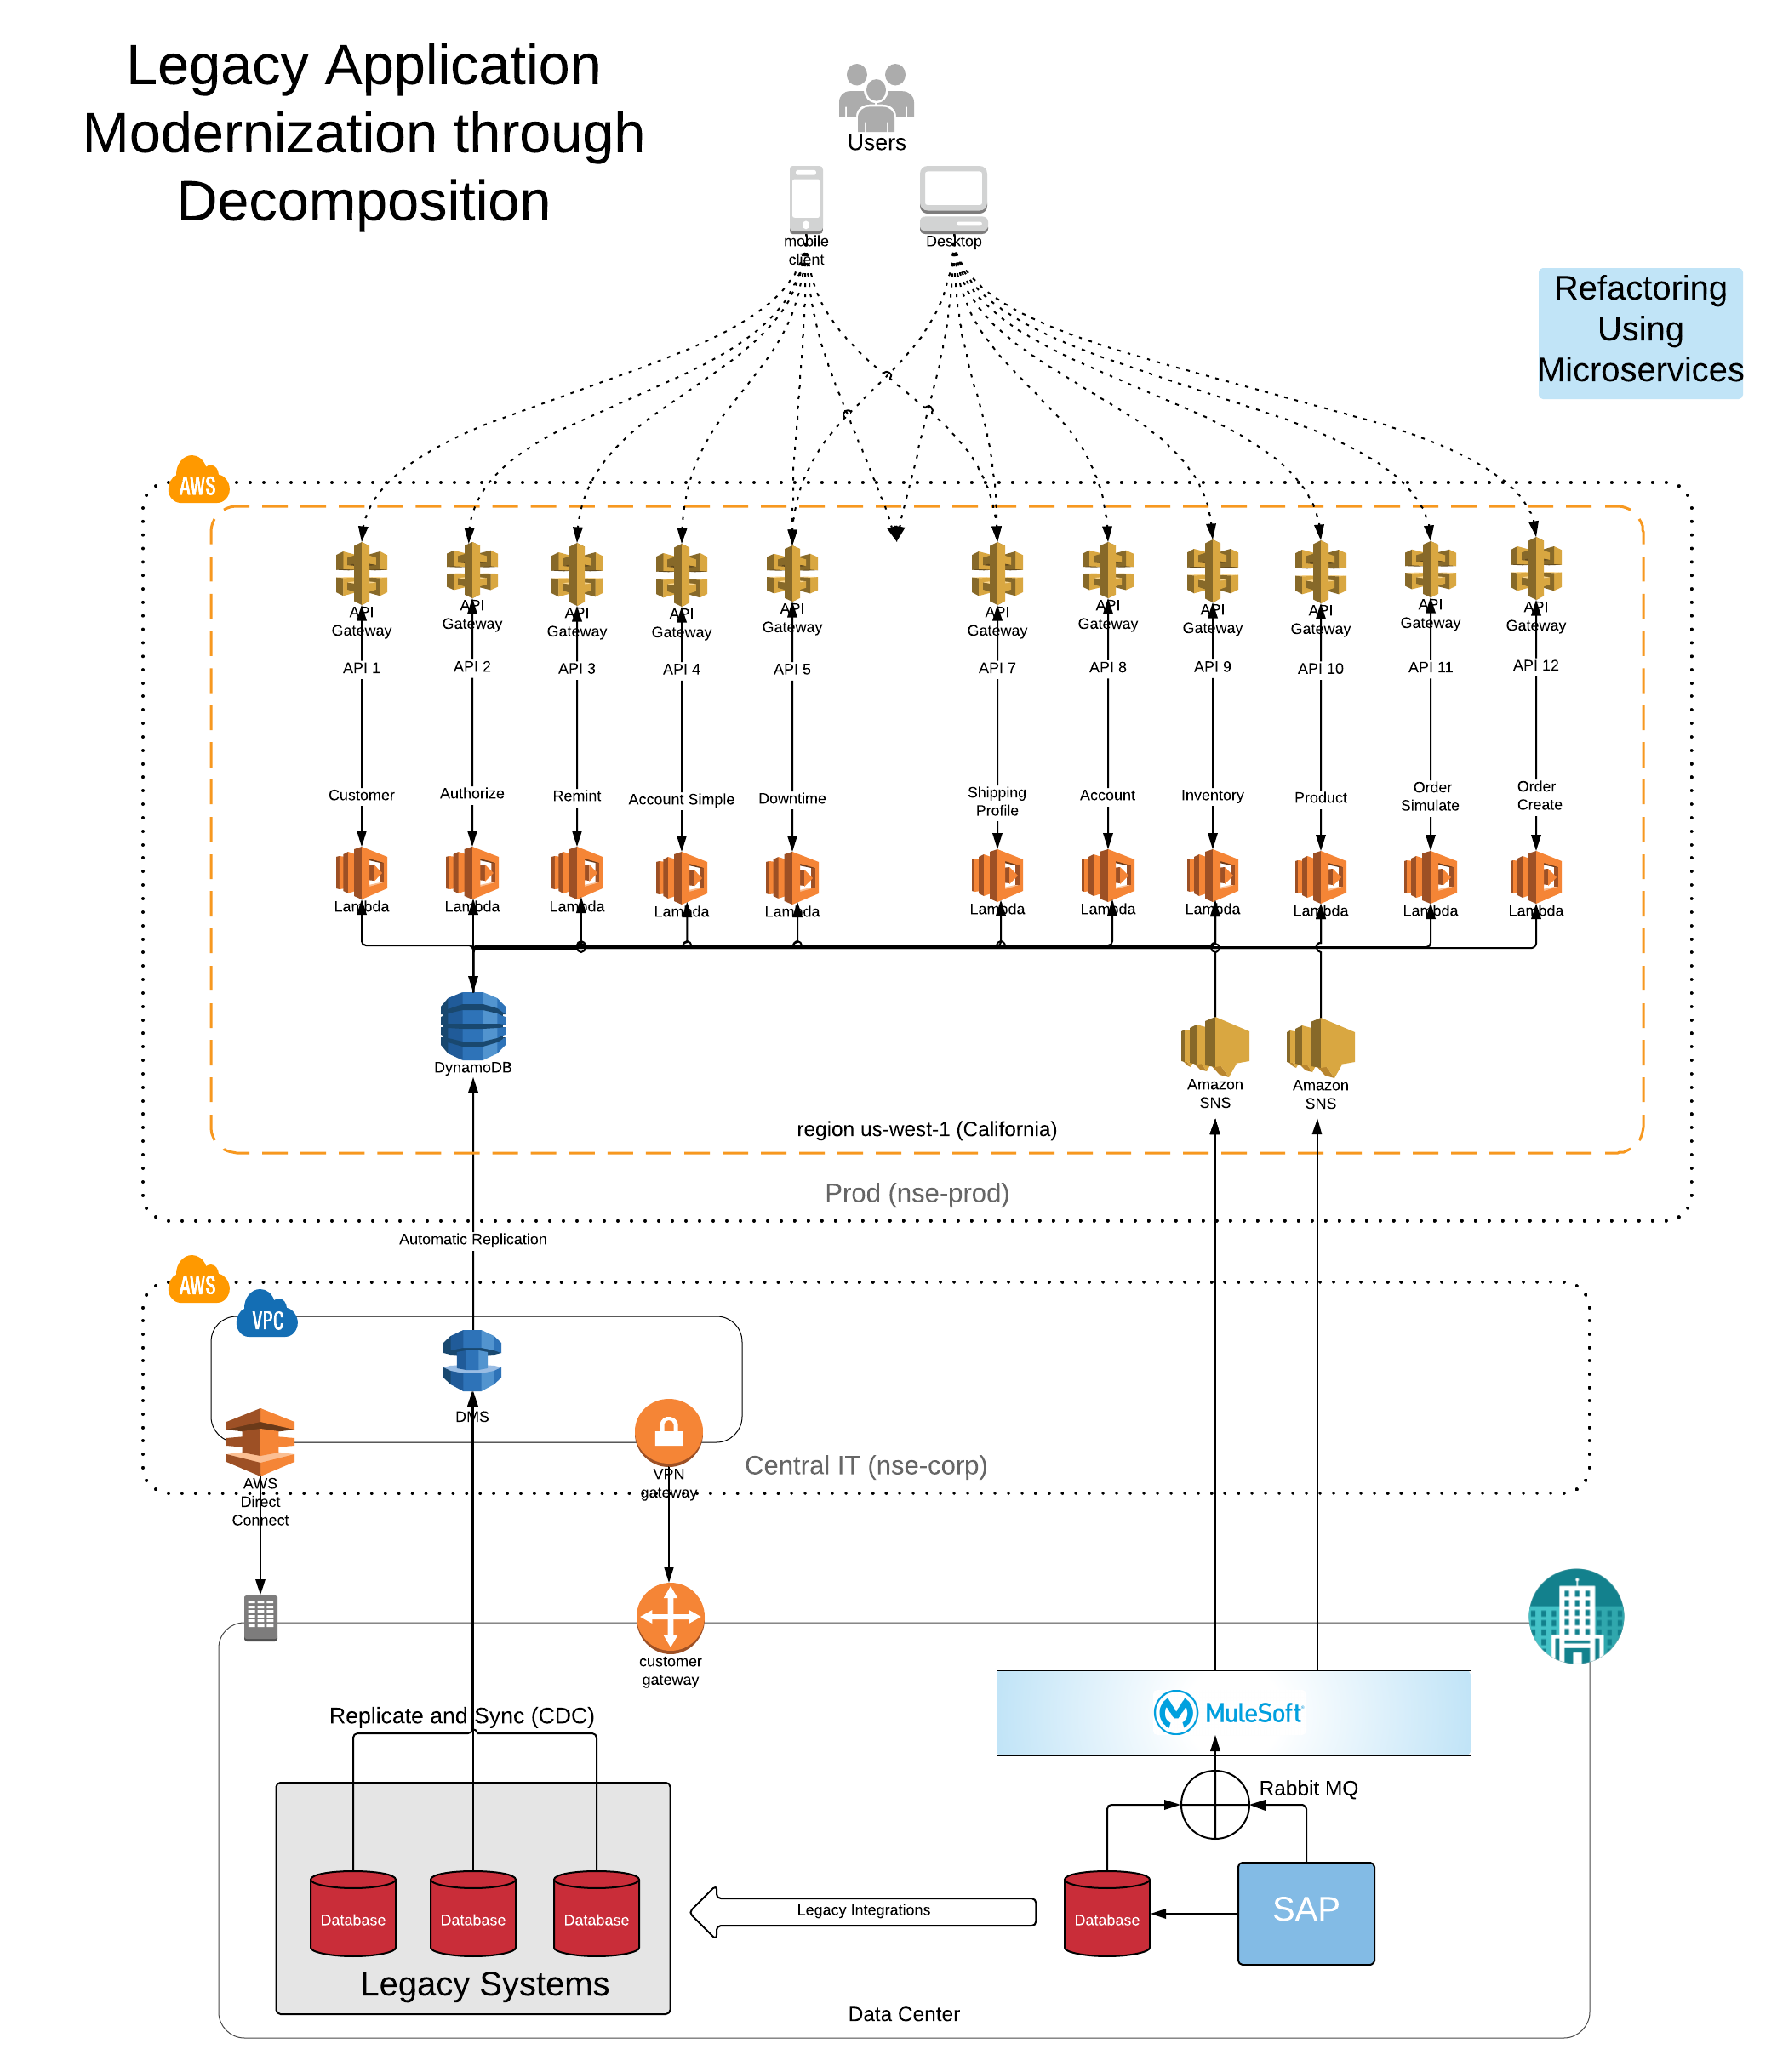 Legacy Application
Modernization through
Decomposition
Users
mobile
client
Desktop
Refactoring
Using
Microservices
AWS
API
Gateway
API
Gateway
API
Gateway
API
Gateway
API
Gateway
API
Gateway
API
Gateway
API
Gateway
API
Gateway
API
Gateway
API
Gateway
API 1
API 2
API 3
API 4
API 5
API 7
API 8
API 9
API 10
API 11
API 12
Customer
Authorize
Remint
Account Simple
Downtime
Shipping
Profile
Account
Inventory
Product
Order
Simulate
Order
Create
Lambda
Lambda
Lambda
Lambda
Lambda
Lambda
Lambda
Lambda
Lambda
Lambda
Lambda
DynamoDB
Amazon
SNS
Amazon
SNS
region us-west-1 (California)
Prod (nse-prod)
Automatic Replication
AWS
VPC
DMS
AWS
Direct
Connect
VPN
gateway
Central IT (nse-corp)
customer
gateway
Replicate and Sync (CDC)
MuleSoft
Rabbit MQ
Database
Database
Database
Legacy Integrations
Database
SAP
Legacy Systems
Data Center